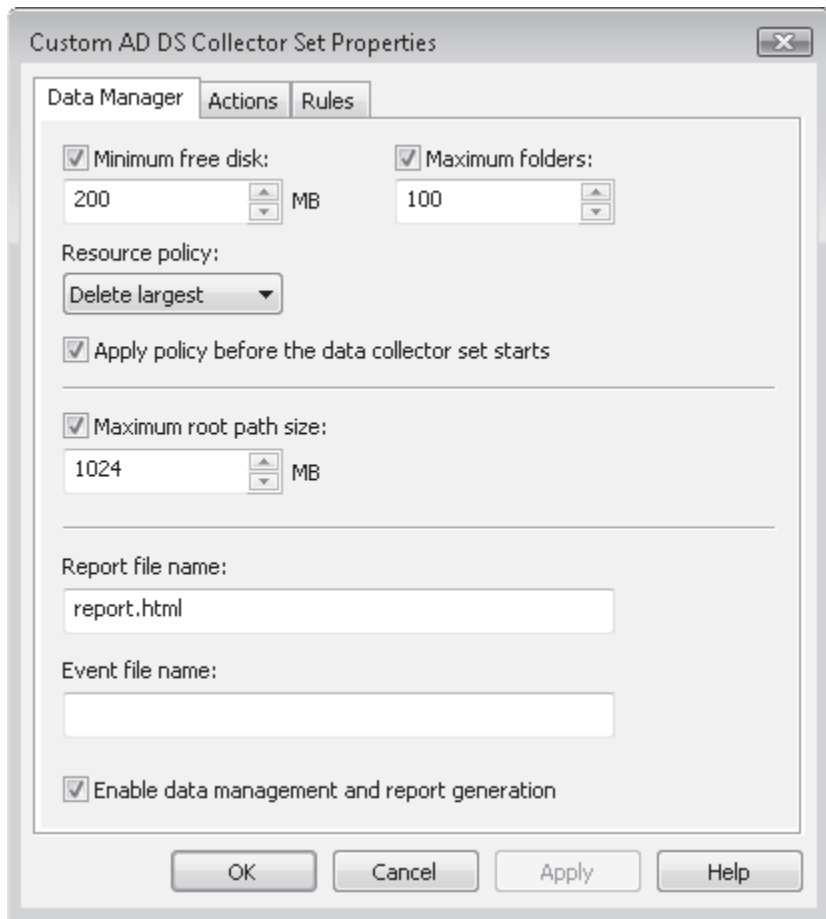 Custom AD DS Collector Set Properties
Data Manager Actions Rules
Minimum free disk: Maximum folders:
200 MB 100
Resource policy:
Delete largest
Apply policy before the data collector set starts
Maximum root path size:
1024 MB
Report file name:
report.html
Event file name:
Enable data management and report generation
OK Cancel Apply Help